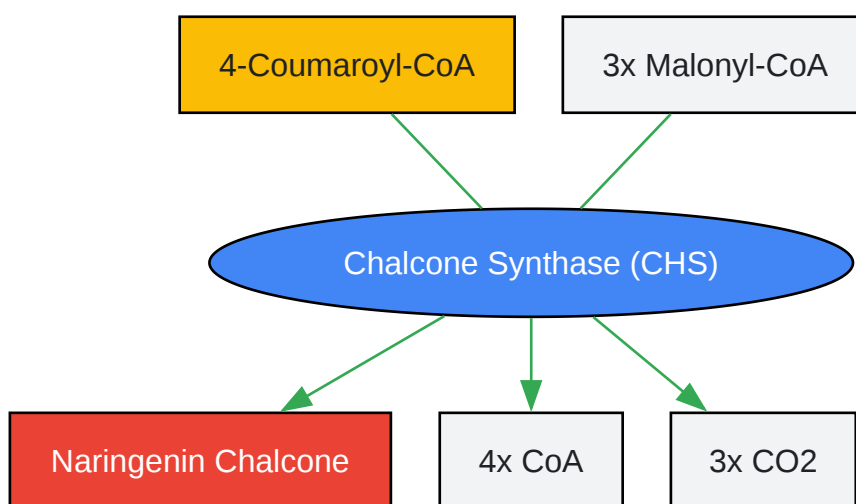 4-Coumaroyl-CoA
3x Malonyl-CoA
Chalcone Synthase (CHS)
Naringenin Chalcone
4x CoA
3x CO2